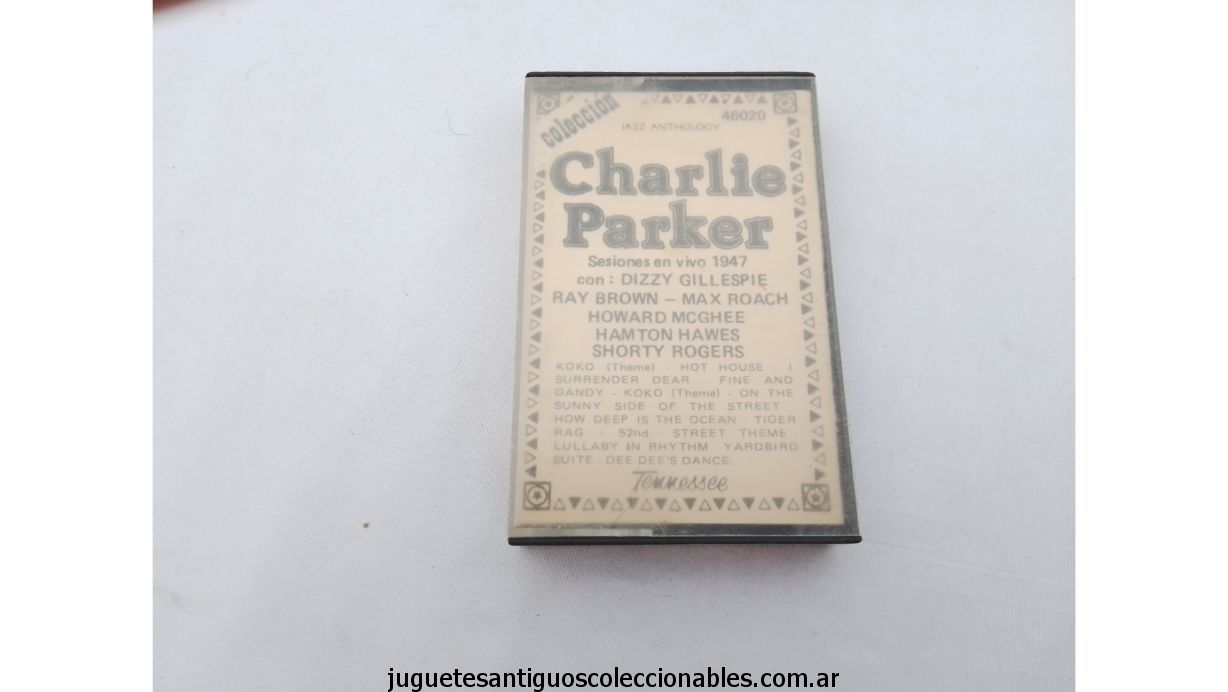 coleccion
46020
JAZZ ANTHOLOGY
Charlie
Parker
Sesiones en vivo 1947
con : DIZZY GILLESPIE
RAY BROWN — MAX ROACH
HOWARD MCGHEE
HAMTON HAWES
SHORTY ROGERS
KOKO (Theme) - HOT HOUSE - I
SURRENDER DEAR - FINE AND
DANDY - KOKO (Theme) - ON THE
SUNNY SIDE OF THE STREET
HOW DEEP IS THE OCEAN - TIGER
RAG - 52nd. STREET THEME -
LULLABY IN RHYTHM - YARDBIRD
SUITE - DEE DEE'S DANCE.
Tennessee
juguetesantiguoscoleccionables.com.ar